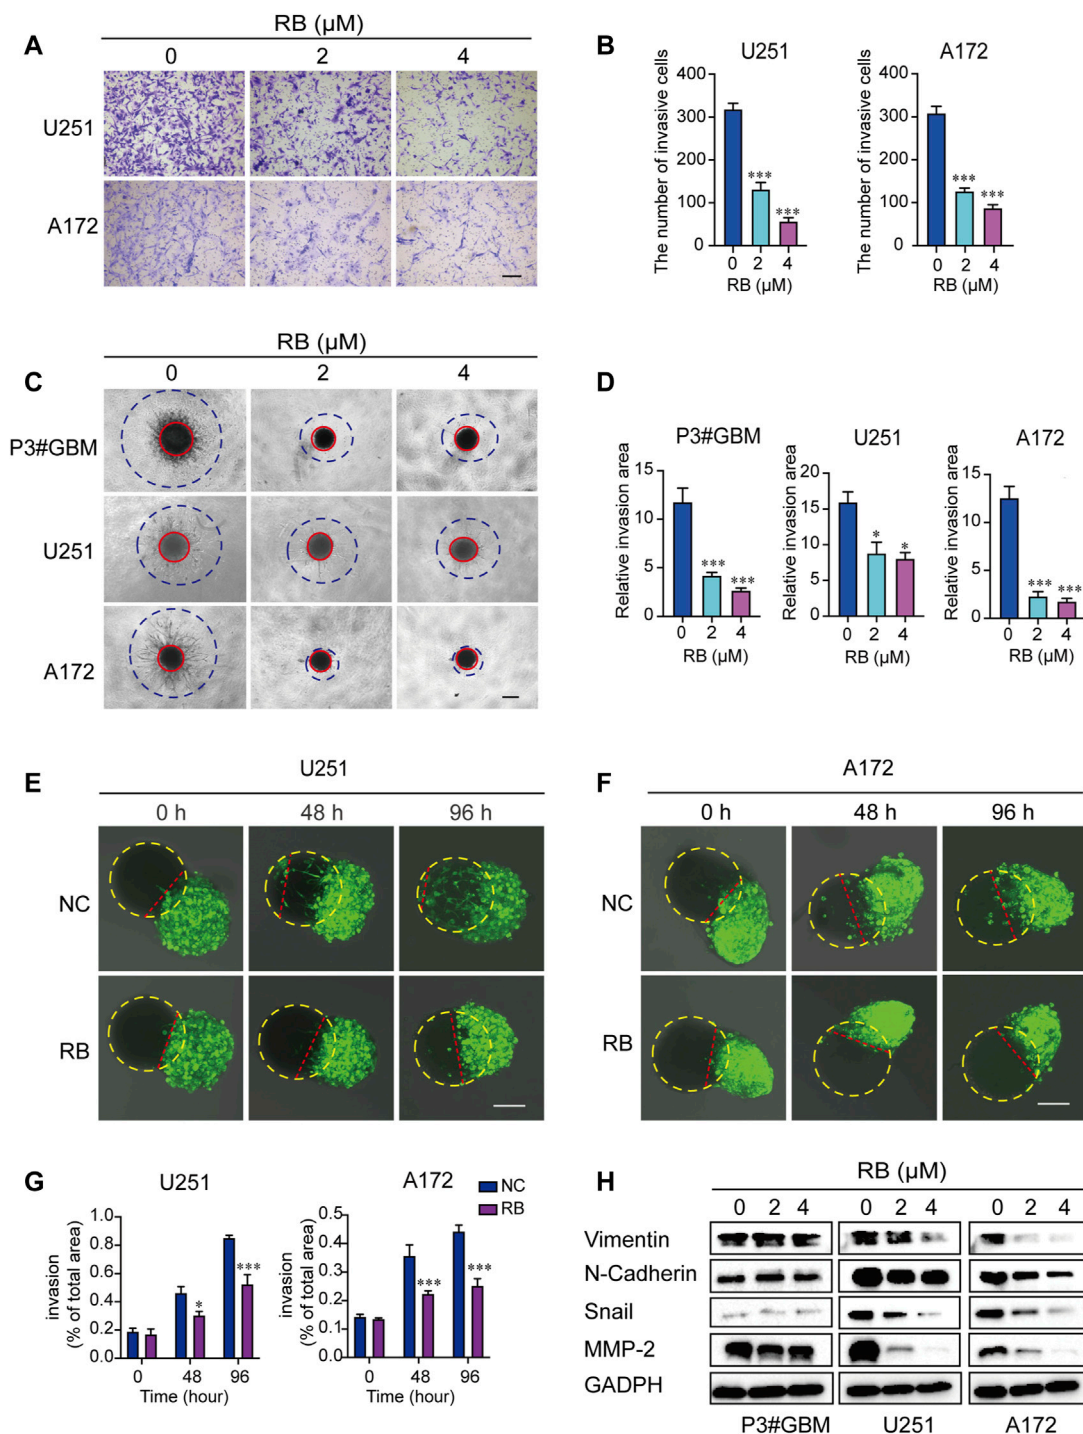 A
RB (µM)
0 2 4
U251
A172
B
U251
The number of invasive cells
400
300
200
100
0
***
***
0 2 4
RB (µM)
A172
The number of invasive cells
400
300
200
100
0
***
***
0 2 4
RB (µM)
C
RB (µM)
0 2 4
P3#GBM
U251
A172
D
P3#GBM
Relative invasion area
15
10
5
0
***
***
0 2 4
RB (µM)
U251
Relative invasion area
20
15
10
5
0
*
*
0 2 4
RB (µM)
A172
Relative invasion area
15
10
5
0
***
***
0 2 4
RB (µM)
E
U251
0 h 48 h 96 h
NC
RB
F
A172
0 h 48 h 96 h
NC
RB
G
U251
invasion
(% of total area)
1.0
0.8
0.6
0.4
0.2
0.0
*
***
0 48 96
Time (hour)
A172
NC
RB
invasion
(% of total area)
0.5
0.4
0.3
0.2
0.1
0.0
***
***
0 48 96
Time (hour)
H
RB (µM)
0 2 4 0 2 4 0 2 4
Vimentin
N-Cadherin
Snail
MMP-2
GADPH
P3#GBM U251 A172